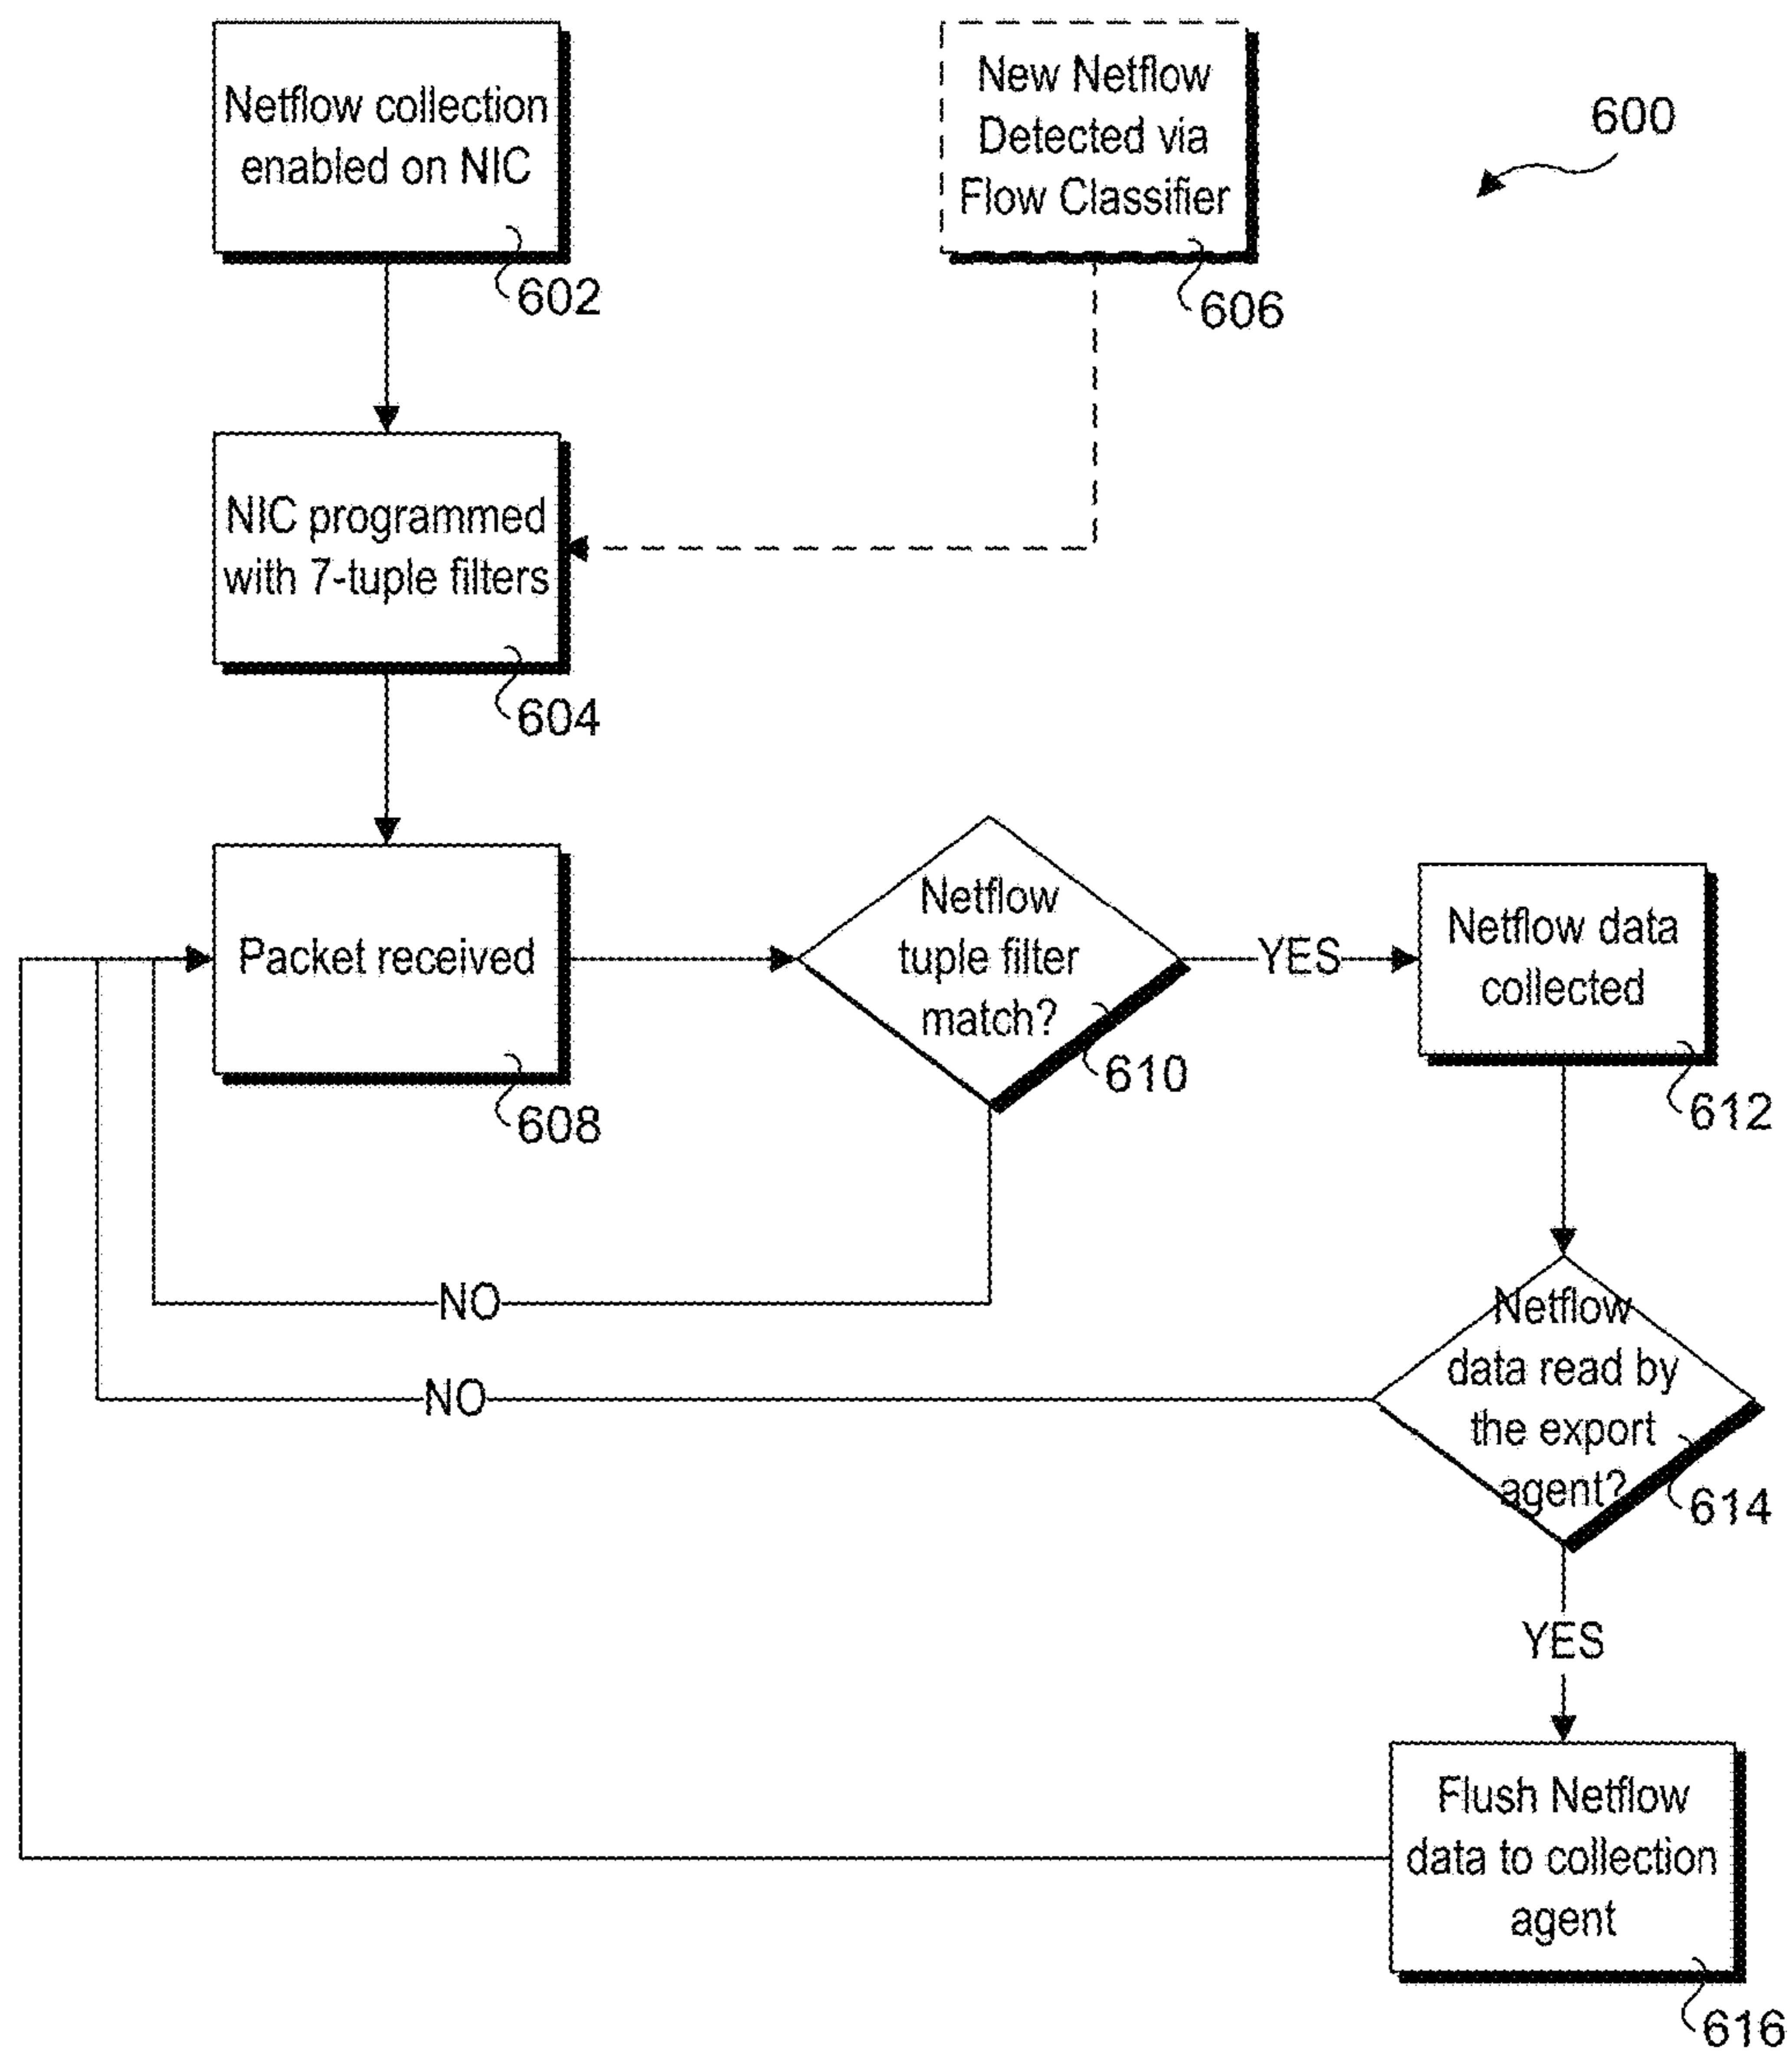 Netflow collection
enabled on NIC
602
New Netflow
Detected via
Flow Classifier
606
600
NIC programmed
with 7-tuple filters
604
Packet received
608
Netflow
tuple filter
match?
610
YES
Netflow data
collected
612
NO
NO
Netflow
data read by
the export
agent?
614
YES
Flush Netflow
data to collection
agent
616